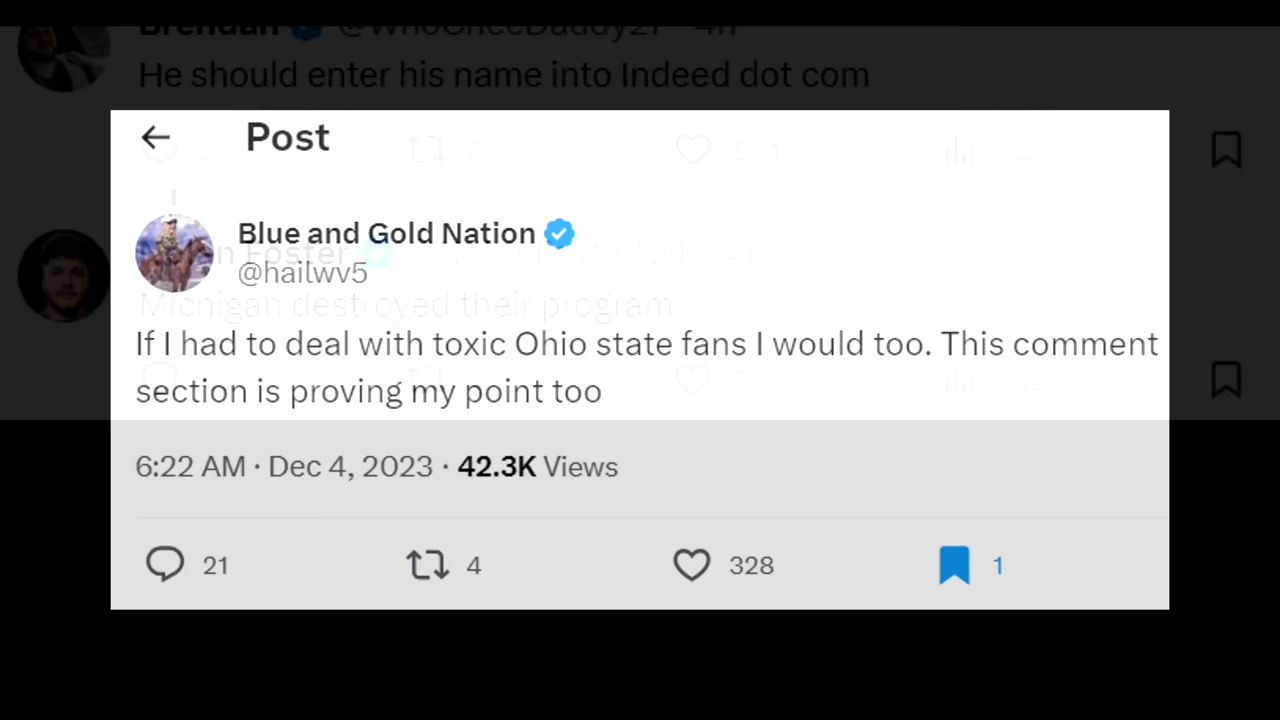 He should enter his name into Indeed dot com
Post
261
Blue and Gold Nation
Foster
@hailwv5
Michigan destroyed their program
If I had to deal with toxic Ohio state fans I would too. This comment
section is proving my point too
6:22 AM · Dec 4, 2023 · 42.3K Views
21
4
328
1